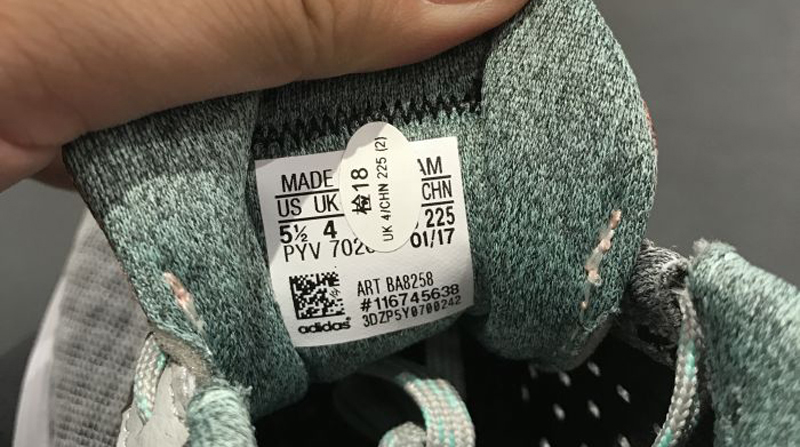 MADE AM
US UK CHN
5½ 4 225
PYV 702 01/17
ART BA8258
#116745638
3DZP5Y0700242
adidas
检18
UK 4/CHN 225 (2)